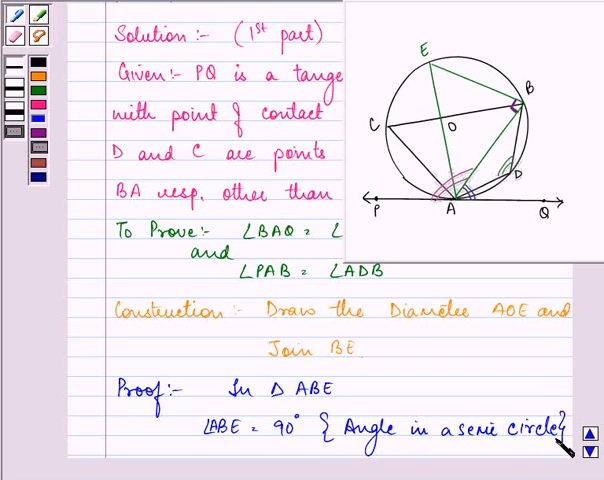 Solution:- (1st part)
Given:- PQ is a tange
with point of contact
D and C are points
BA resp. other than
To Prove:- ∠BAQ = ∠
and
∠PAB = ∠ADB
Construction:- Draw the Diameter AOE and
Join BE
Proof:- In Δ ABE
∠ABE = 90° { Angle in a semi circle}
E
B
C
O
D
P
A
Q